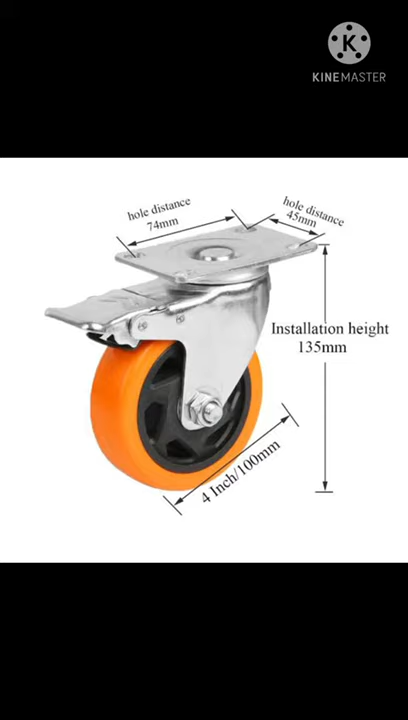 K
KINEMASTER
hole distance
74mm
hole distance
45mm
Installation height
135mm
4 Inch/100mm